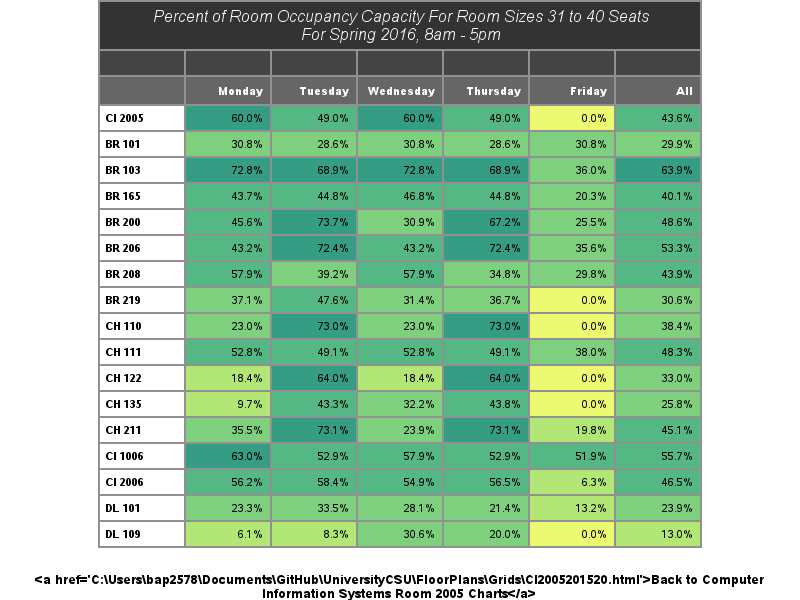 Percent of Room Occupancy Capacity For Room Sizes 31 to 40 Seats
For Spring 2016, 8am - 5pm
Monday Tuesday Wednesday Thursday Friday All
CI 2005 60.0% 49.0% 60.0% 49.0% 0.0% 43.6%
BR 101 30.8% 28.6% 30.8% 28.6% 30.8% 29.9%
BR 103 72.8% 68.9% 72.8% 68.9% 36.0% 63.9%
BR 165 43.7% 44.8% 46.8% 44.8% 20.3% 40.1%
BR 200 45.6% 73.7% 30.9% 67.2% 25.5% 48.6%
BR 206 43.2% 72.4% 43.2% 72.4% 35.6% 53.3%
BR 208 57.9% 39.2% 57.9% 34.8% 29.8% 43.9%
BR 219 37.1% 47.6% 31.4% 36.7% 0.0% 30.6%
CH 110 23.0% 73.0% 23.0% 73.0% 0.0% 38.4%
CH 111 52.8% 49.1% 52.8% 49.1% 38.0% 48.3%
CH 122 18.4% 64.0% 18.4% 64.0% 0.0% 33.0%
CH 135 9.7% 43.3% 32.2% 43.8% 0.0% 25.8%
CH 211 35.5% 73.1% 23.9% 73.1% 19.8% 45.1%
CI 1006 63.0% 52.9% 57.9% 52.9% 51.9% 55.7%
CI 2006 56.2% 58.4% 54.9% 56.5% 6.3% 46.5%
DL 101 23.3% 33.5% 28.1% 21.4% 13.2% 23.9%
DL 109 6.1% 8.3% 30.6% 20.0% 0.0% 13.0%
<a href='C:\Users\bap2578\Documents\GitHub\UniversityCSU\FloorPlans\Grids\CI2005201520.html'>Back to Computer
Information Systems Room 2005 Charts</a>